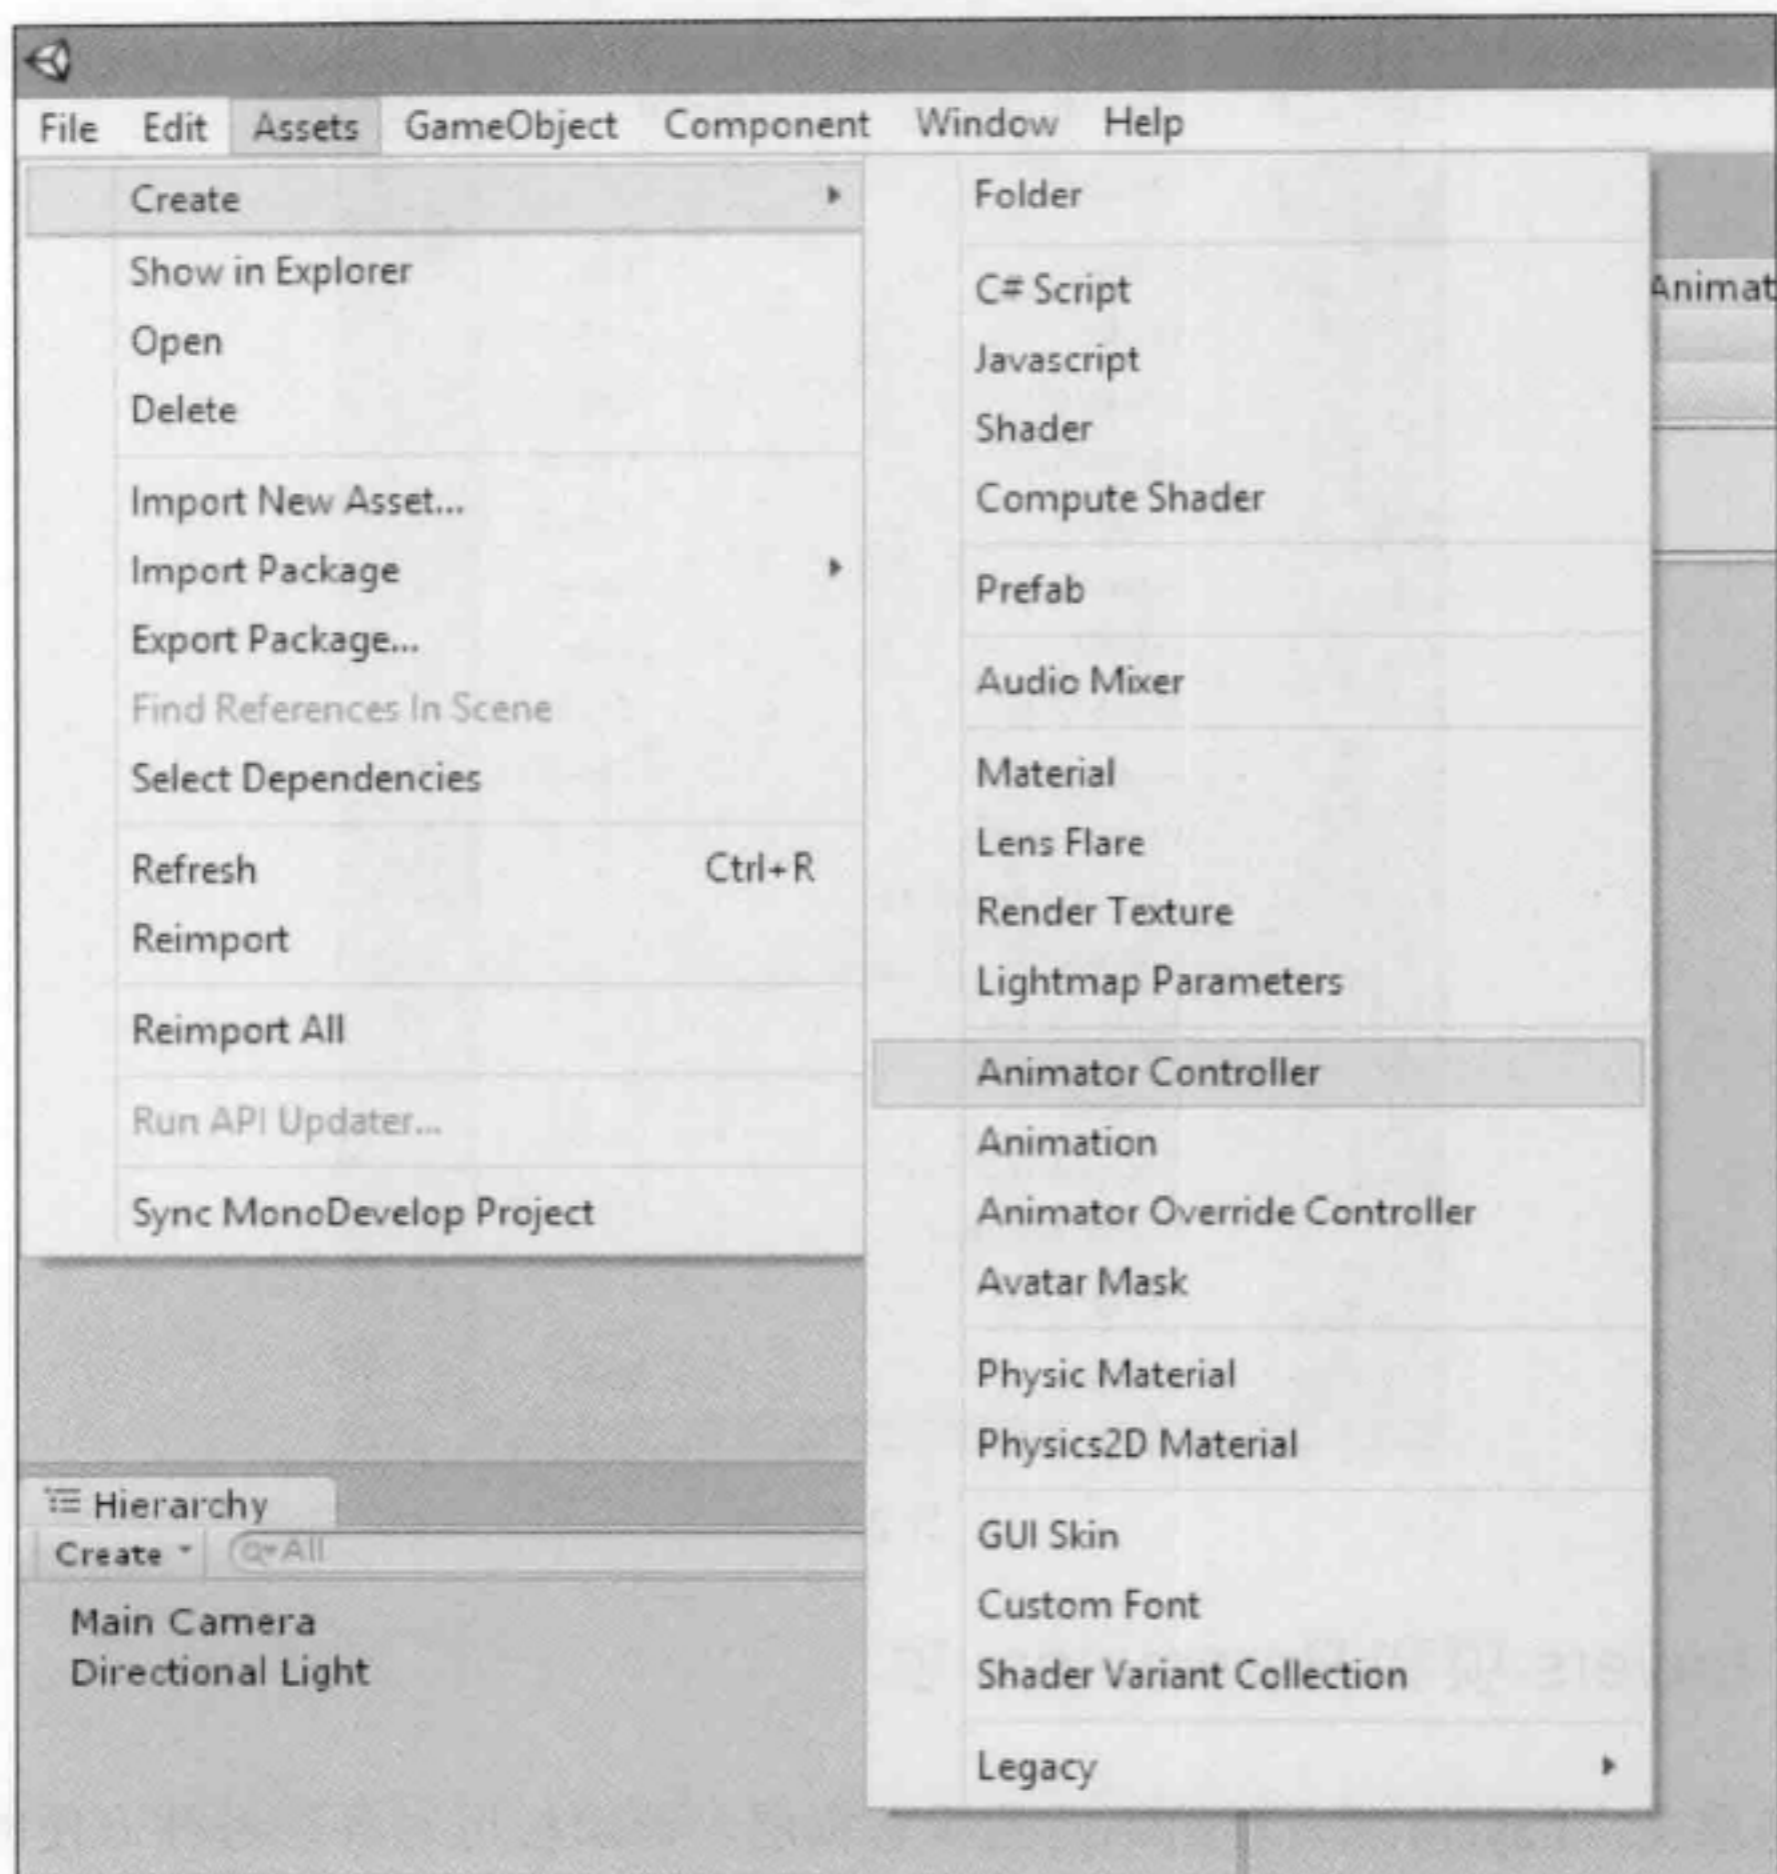 File Edit Assets GameObject Component Window Help
Create
Show in Explorer
Open
Delete
Import New Asset...
Import Package
Export Package...
Find References In Scene
Select Dependencies
Refresh Ctrl+R
Reimport
Reimport All
Run API Updater...
Sync MonoDevelop Project
Folder
C# Script
Javascript
Shader
Compute Shader
Prefab
Audio Mixer
Material
Lens Flare
Render Texture
Lightmap Parameters
Animator Controller
Animation
Animator Override Controller
Avatar Mask
Physic Material
Physics2D Material
GUI Skin
Custom Font
Shader Variant Collection
Legacy
Animat
Hierarchy
Create All
Main Camera
Directional Light